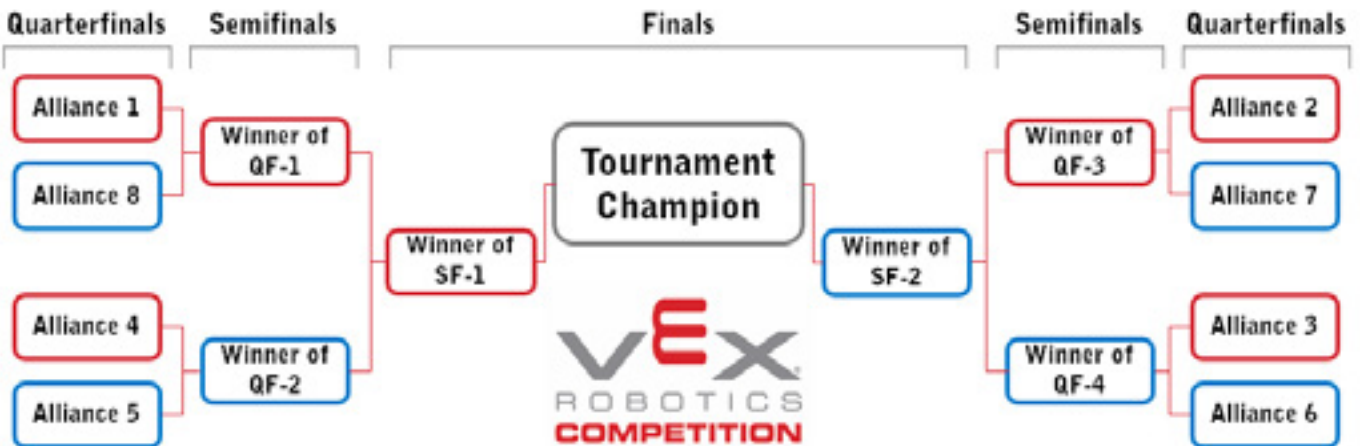 Quarterfinals Semifinals Finals Semifinals Quarterfinals
Alliance 1
Alliance 8
Alliance 4
Alliance 5
Winner of
QF-1
Winner of
QF-2
Winner of
SF-1
Tournament
Champion
VEX
ROBOTICS
COMPETITION
Winner of
SF-2
Winner of
QF-3
Winner of
QF-4
Alliance 2
Alliance 7
Alliance 3
Alliance 6